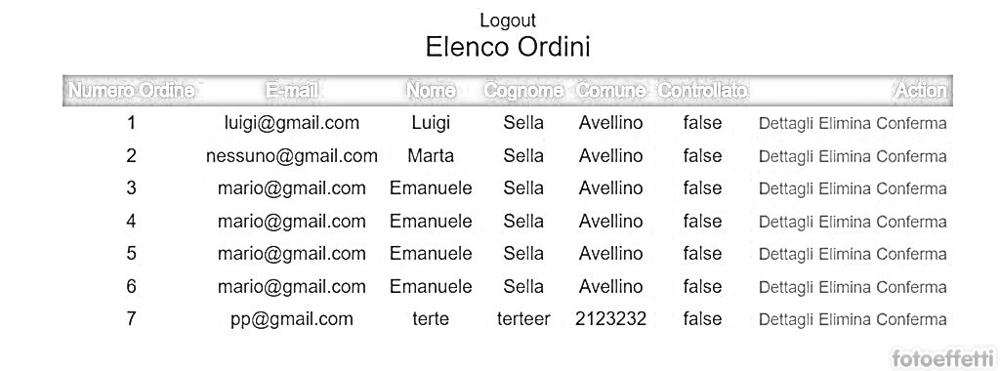 Logout
Elenco Ordini
Numero Ordine E-mail Nome Cognome Comune Controllato Action
1 luigi@gmail.com Luigi Sella Avellino false Dettagli Elimina Conferma
2 nessuno@gmail.com Marta Sella Avellino false Dettagli Elimina Conferma
3 mario@gmail.com Emanuele Sella Avellino false Dettagli Elimina Conferma
4 mario@gmail.com Emanuele Sella Avellino false Dettagli Elimina Conferma
5 mario@gmail.com Emanuele Sella Avellino false Dettagli Elimina Conferma
6 mario@gmail.com Emanuele Sella Avellino false Dettagli Elimina Conferma
7 pp@gmail.com terte terteer 2123232 false Dettagli Elimina Conferma
fotoeffetti